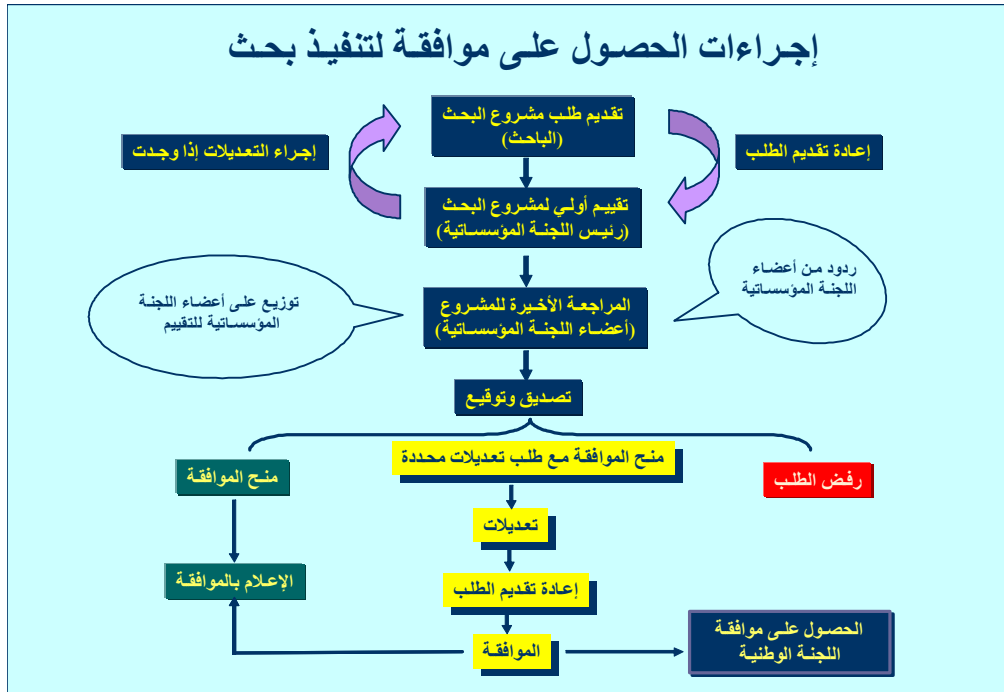 إجراءات الحصول على موافقة لتنفيذ بحث
تقديم طلب مشروع البحث
(الباحث)
إعادة تقديم الطلب
إجراء التعديلات إذا وجدت
تقييم أولي لمشروع البحث
(رئيس اللجنة المؤسساتية)
ردود من أعضاء
اللجنة المؤسساتية
المراجعة الأخيرة للمشروع
(أعضاء اللجنة المؤسساتية)
توزيع على أعضاء اللجنة
المؤسساتية للتقييم
تصديق وتوقيع
رفض الطلب
منح الموافقة مع طلب تعديلات محددة
منح الموافقة
تعديلات
إعادة تقديم الطلب
الإعلام بالموافقة
الموافقة
الحصول على موافقة
اللجنة الوطنية